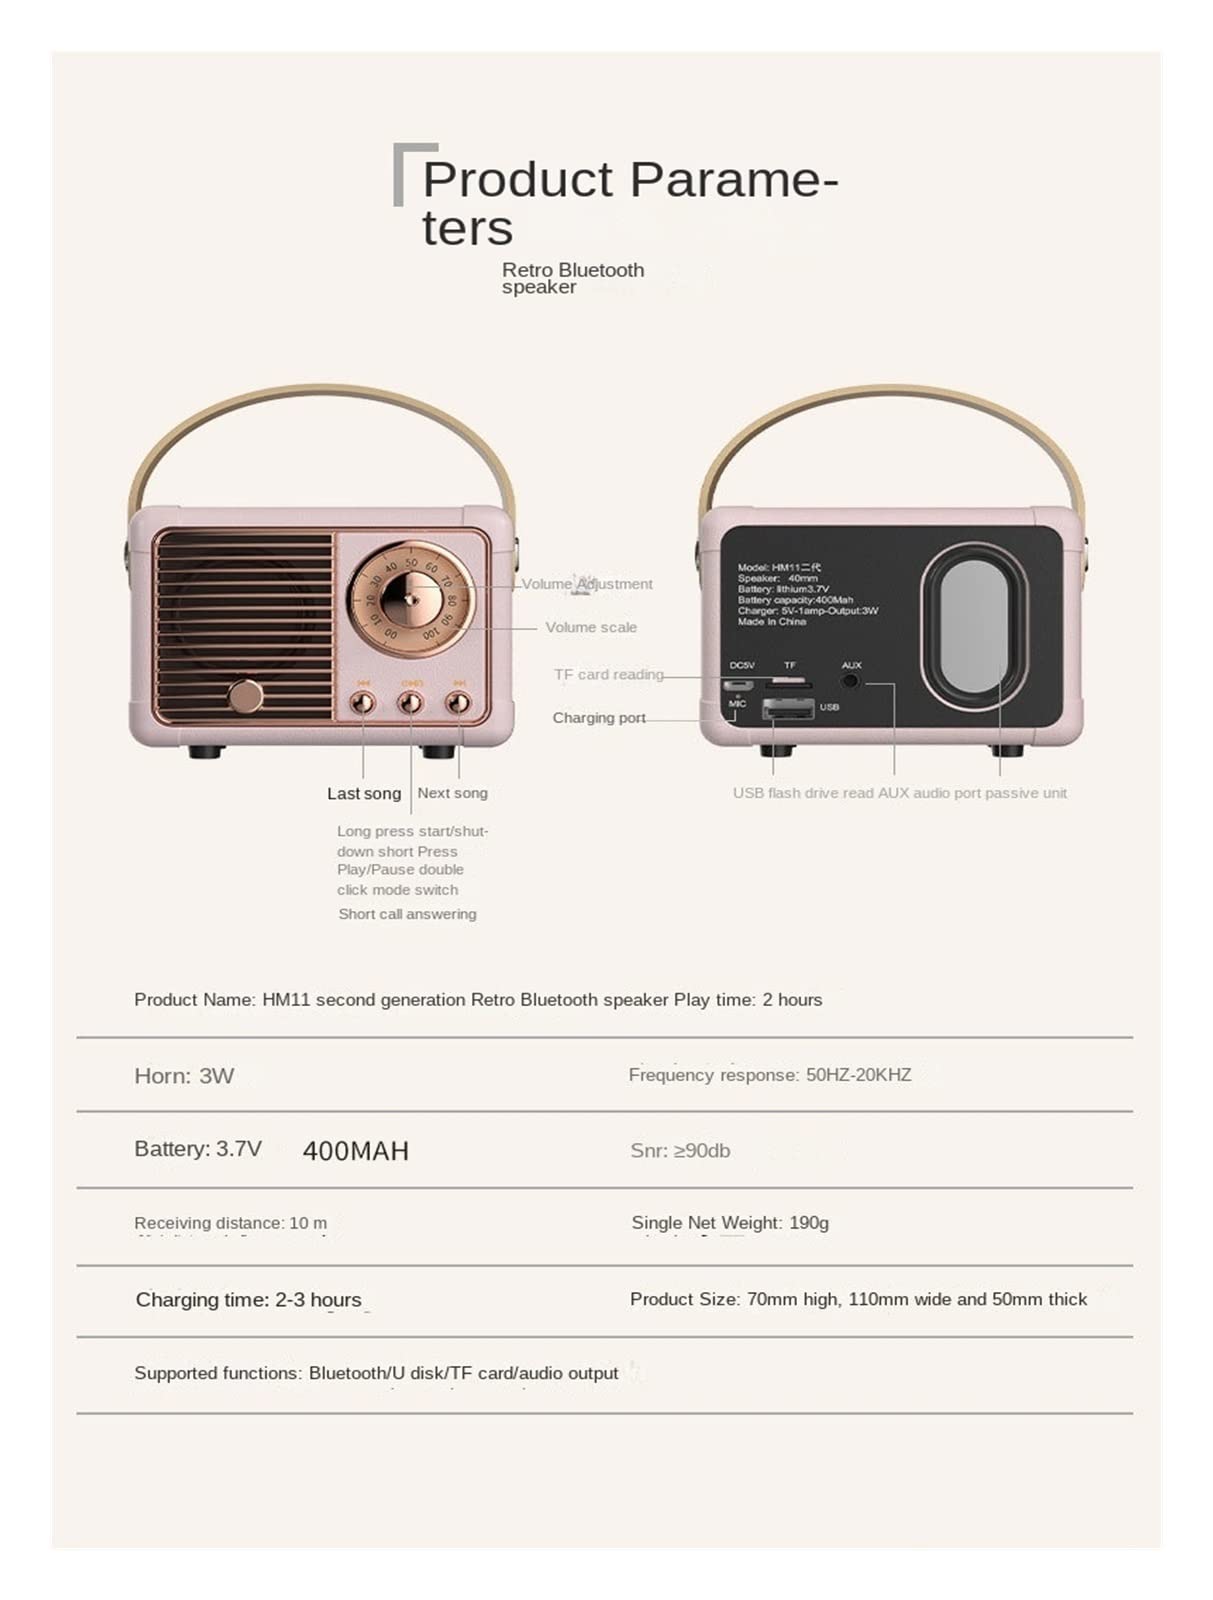 Product Parame-
ters
Retro Bluetooth
speaker
00 10 20 30 40 50 60 70 80 90 100
Volume Adjustment
Volume scale
TF card reading
Charging port
Last song
Next song
Long press start/shut-
down short Press
Play/Pause double
click mode switch
Short call answering
Model: HM11二代
Speaker: 40mm
Battery: lithium3.7V
Battery capacity:400Mah
Charger: 5V-1amp-Output:3W
Made In China
DC5V TF AUX
MIC USB
USB flash drive read AUX audio port passive unit
Product Name: HM11 second generation Retro Bluetooth speaker Play time: 2 hours
Horn: 3W
Frequency response: 50HZ-20KHZ
Battery: 3.7V 400MAH
Snr: ≥90db
Receiving distance: 10 m
Single Net Weight: 190g
Charging time: 2-3 hours
Product Size: 70mm high, 110mm wide and 50mm thick
Supported functions: Bluetooth/U disk/TF card/audio output